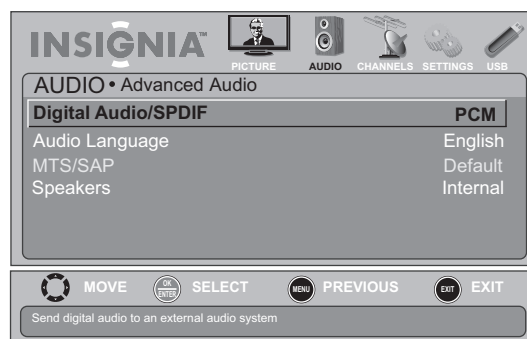 INSIGNIA™
PICTURE AUDIO CHANNELS SETTINGS USB
AUDIO • Advanced Audio
Digital Audio/SPDIF PCM
Audio Language English
MTS/SAP Default
Speakers Internal
MOVE OK ENTER SELECT MENU PREVIOUS EXIT EXIT
Send digital audio to an external audio system